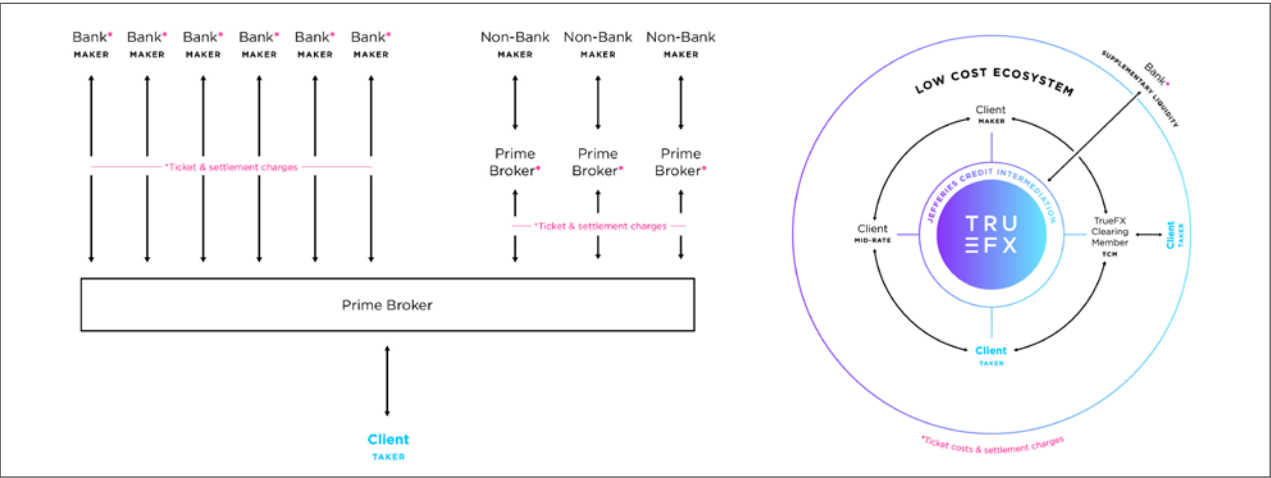 Bank* Bank* Bank* Bank* Bank* Bank*
MAKER MAKER MAKER MAKER MAKER MAKER
Non-Bank Non-Bank Non-Bank
MAKER MAKER MAKER
*Ticket & settlement charges
Prime Prime Prime
Broker* Broker* Broker*
*Ticket & settlement charges
Prime Broker
Client
TAKER
LOW COST ECOSYSTEM
Bank*
SUPPLEMENTARY LIQUIDITY
Client
MAKER
JEFFERIES CREDIT INTERMEDIATION
TRU
ΞFX
Client
MID-RATE
TrueFX
Clearing
Member
TCM
Client
TAKER
Client
TAKER
*Ticket costs & settlement charges